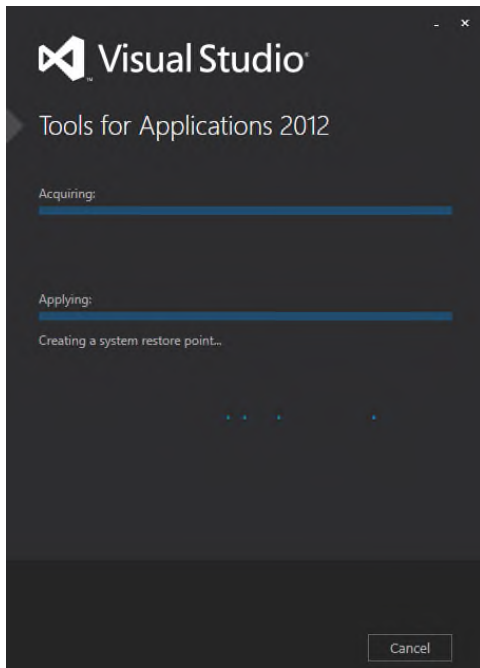 Visual Studio
Tools for Applications 2012
Acquiring:
Applying:
Creating a system restore point...
Cancel